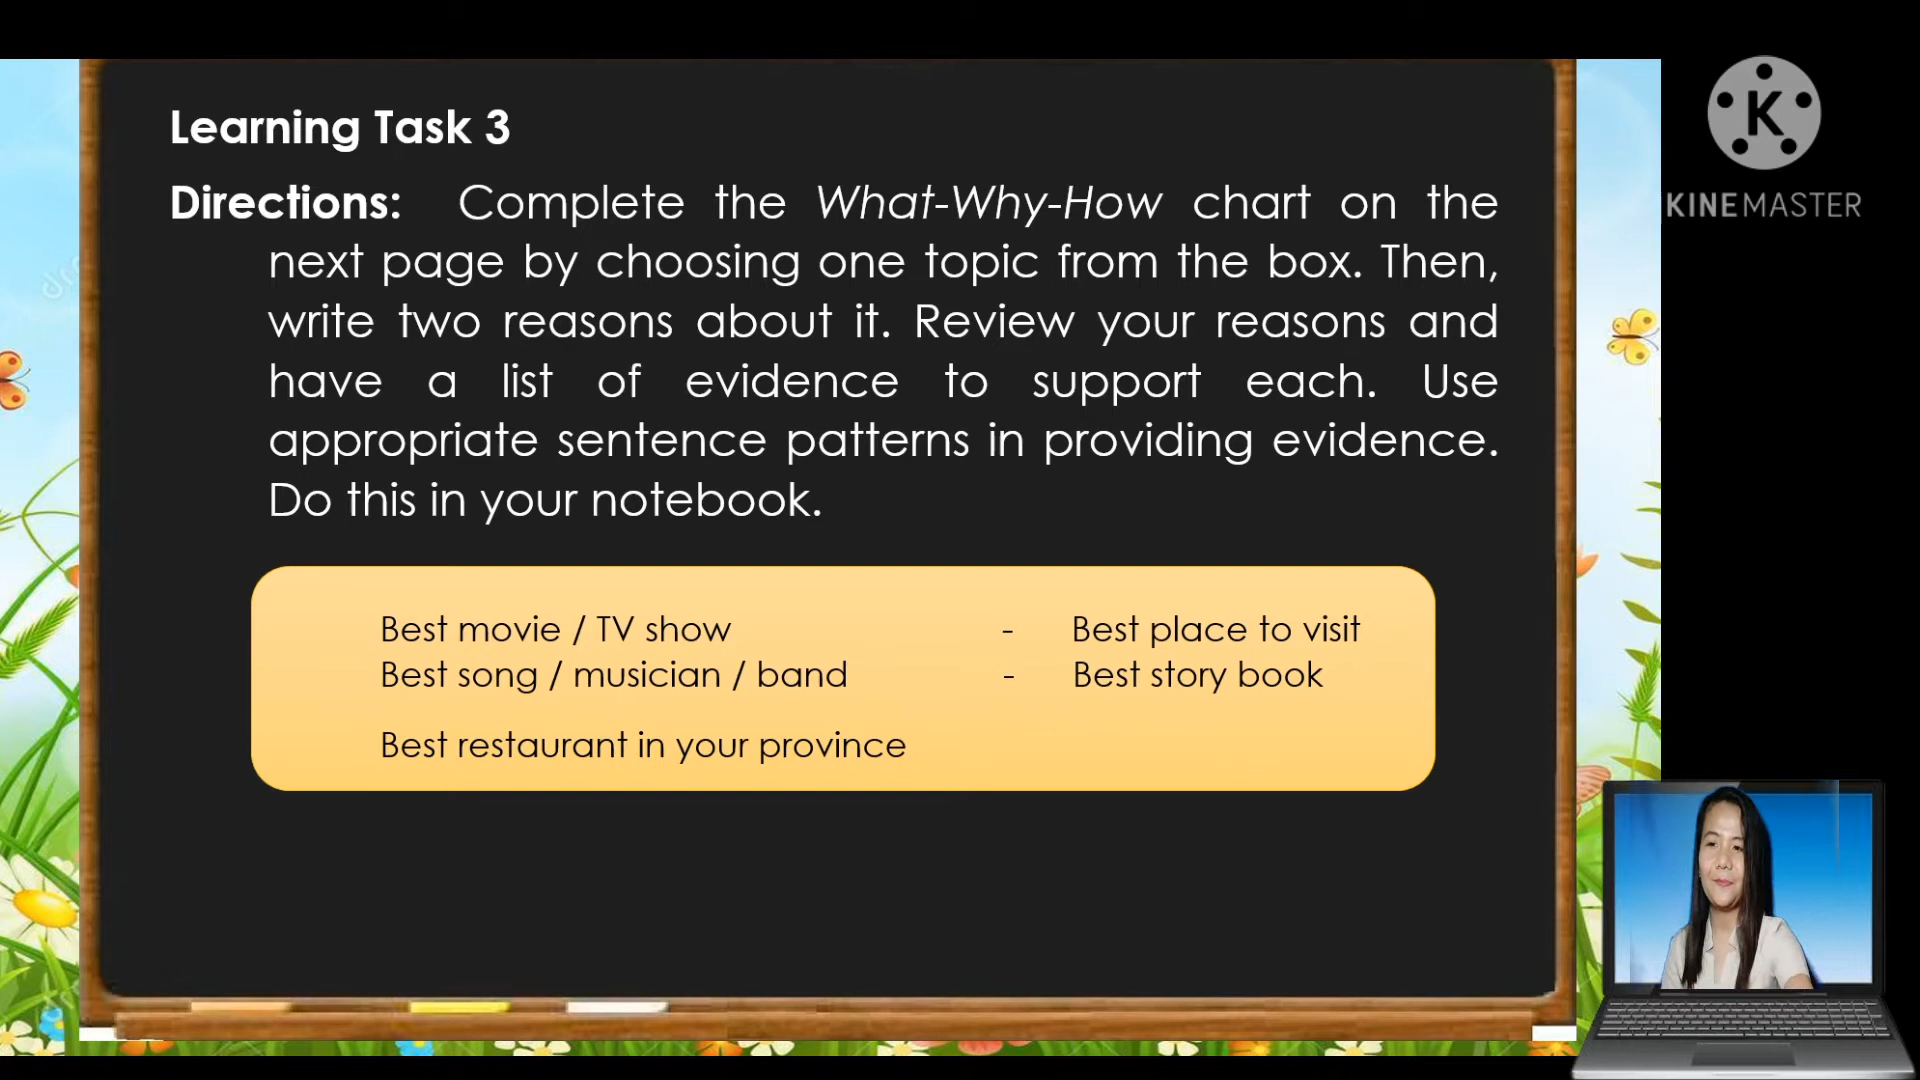 Learning Task 3
Directions: Complete the What-Why-How chart on the
next page by choosing one topic from the box. Then,
write two reasons about it. Review your reasons and
have a list of evidence to support each. Use
appropriate sentence patterns in providing evidence.
Do this in your notebook.
Best movie / TV show - Best place to visit
Best song / musician / band - Best story book
Best restaurant in your province
K
KINEMASTER